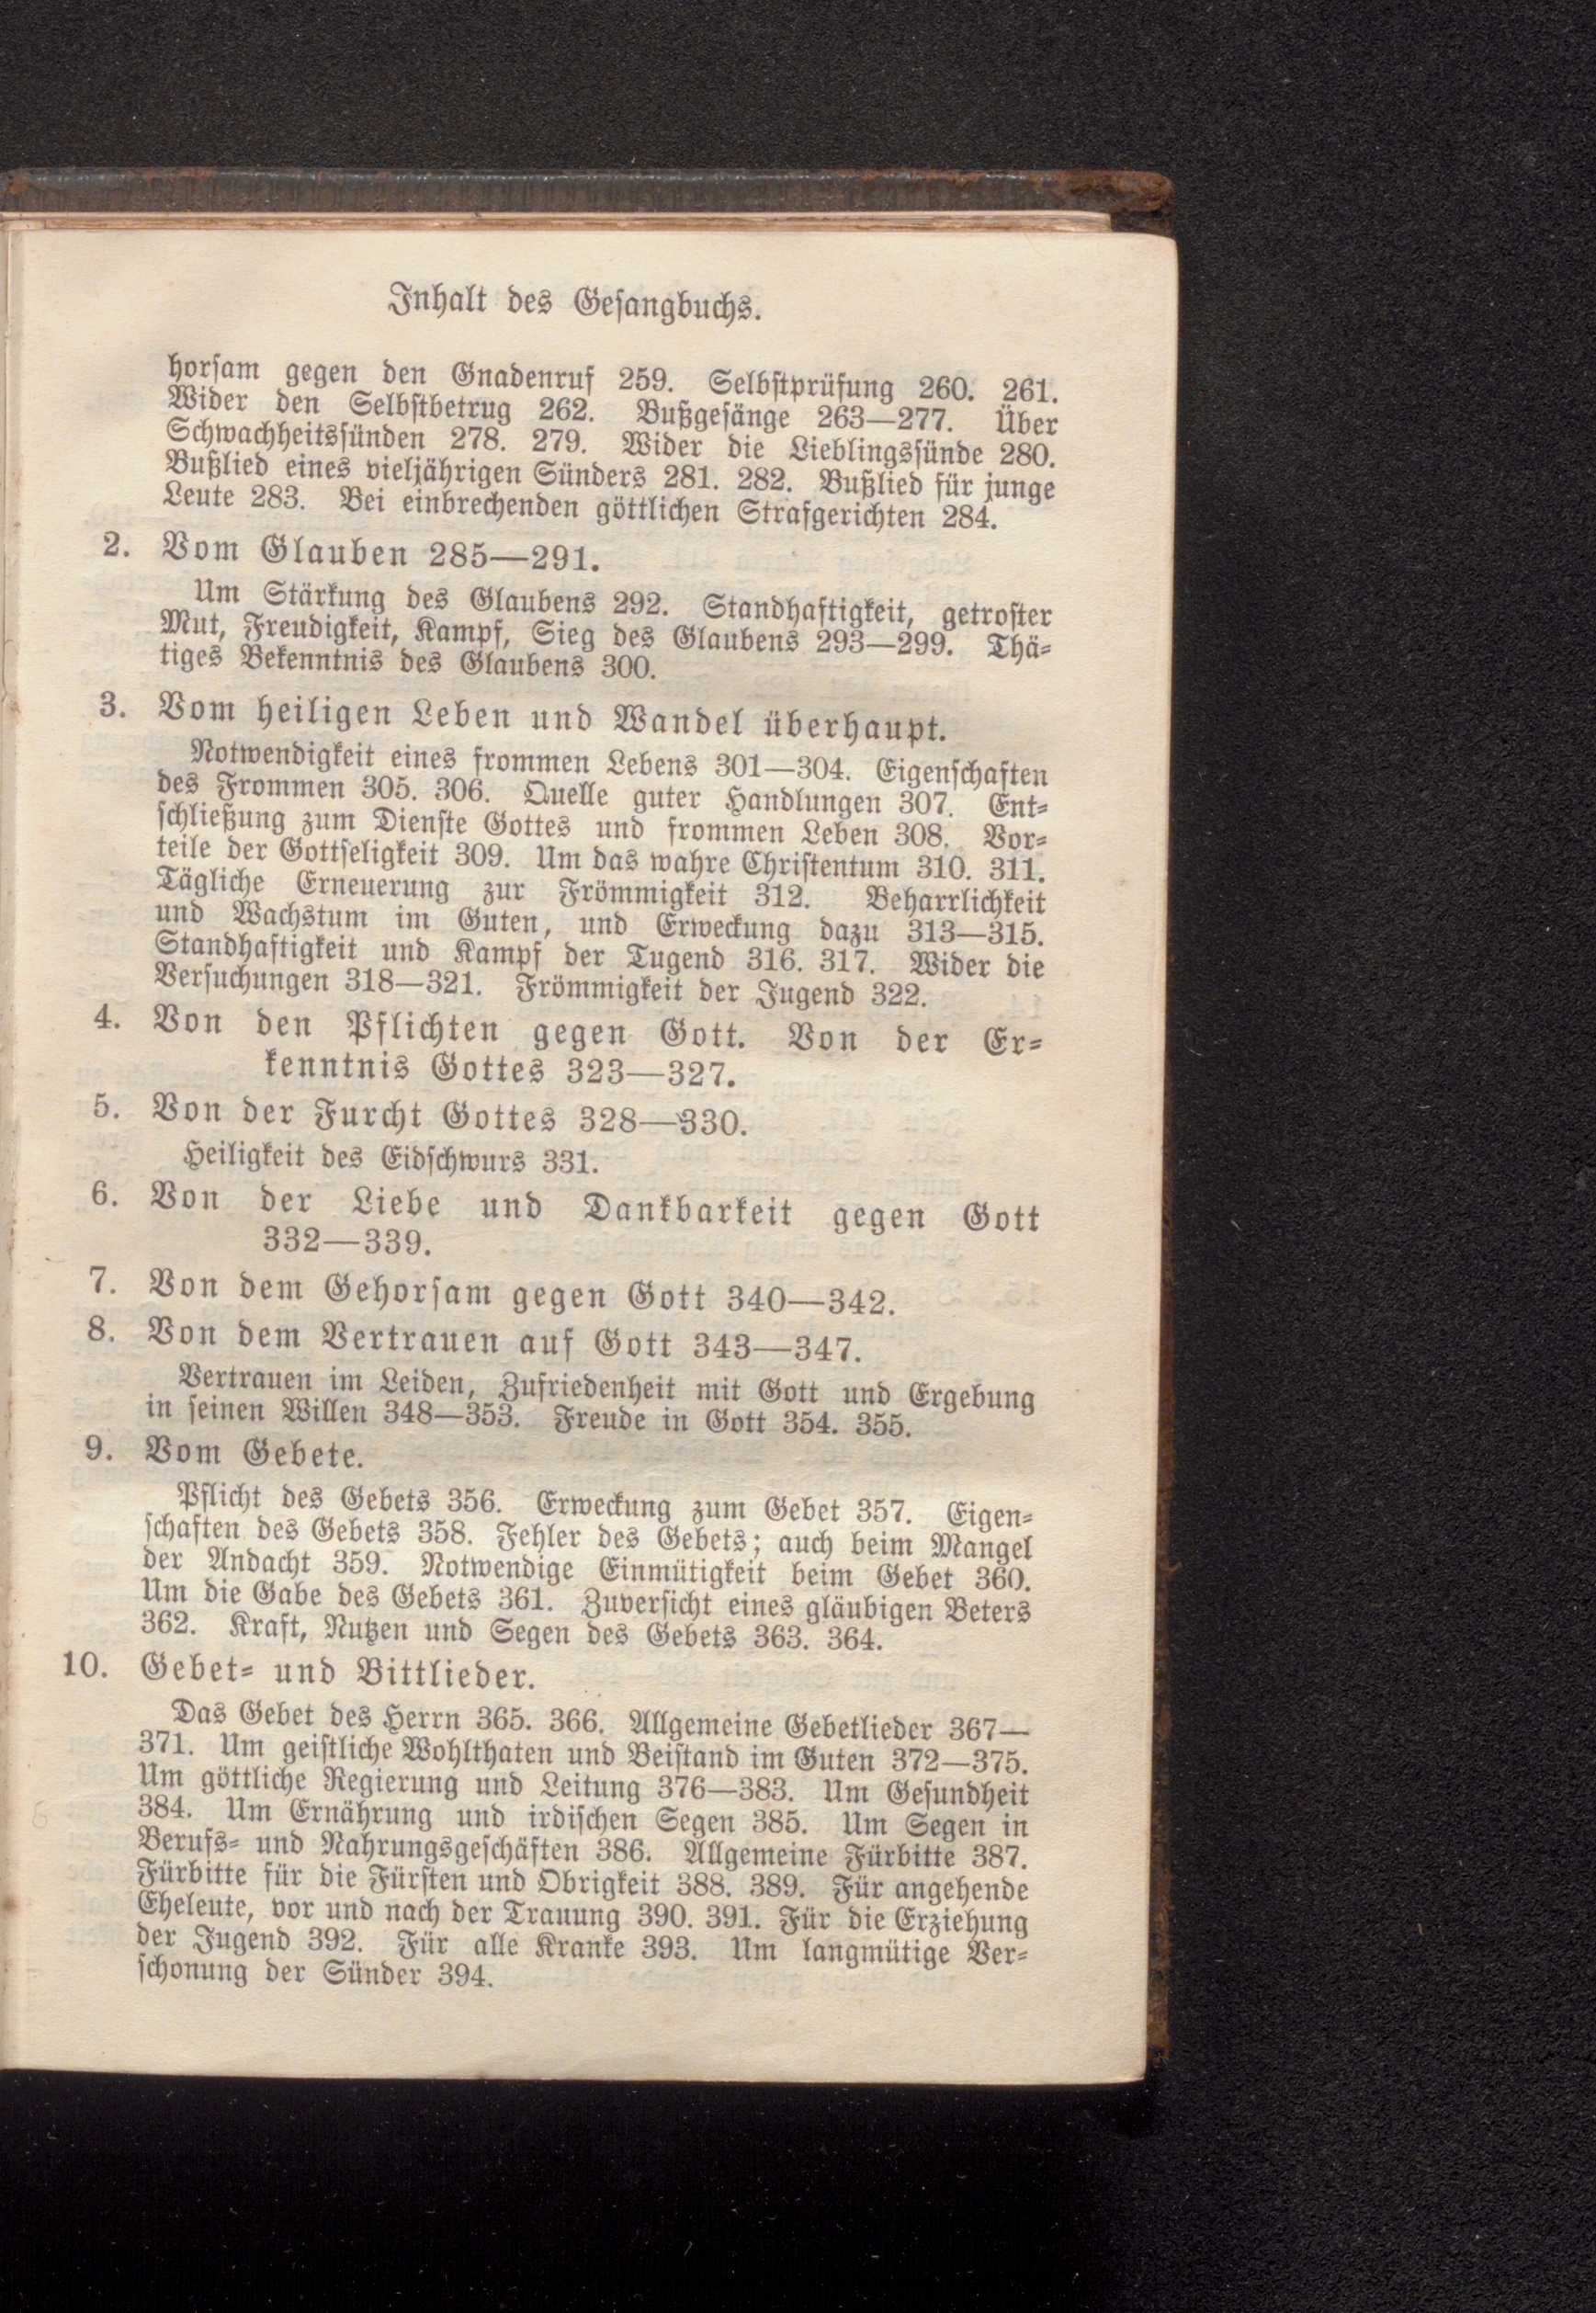 Inhalt des Gesangbuchs.
horsam gegen den Gnadenruf 259. Selbstprüfung 260. 261.
Wider den Selbstbetrug 262. Bußgesänge 263—277. Über
Schwachheitssünden 278. 279. Wider die Lieblingssünde 280.
Bußlied eines vieljährigen Sünders 281. 282. Bußlied für junge
Leute 283. Bei einbrechenden göttlichen Strafgerichten 284.
2. Vom Glauben 285—291.
Um Stärkung des Glaubens 292. Standhaftigkeit, getroster
Mut, Freudigkeit, Kampf, Sieg des Glaubens 293—299. Thä-
tiges Bekenntnis des Glaubens 300.
3. Vom heiligen Leben und Wandel überhaupt.
Notwendigkeit eines frommen Lebens 301—304. Eigenschaften
des Frommen 305. 306. Quelle guter Handlungen 307. Ent-
schließung zum Dienste Gottes und frommen Leben 308. Vor-
teile der Gottseligkeit 309. Um das wahre Christentum 310. 311.
Tägliche Erneuerung zur Frömmigkeit 312. Beharrlichkeit
und Wachstum im Guten, und Erweckung dazu 313—315.
Standhaftigkeit und Kampf der Tugend 316. 317. Wider die
Versuchungen 318—321. Frömmigkeit der Jugend 322.
4. Von den Pflichten gegen Gott. Von der Er-
kenntnis Gottes 323—327.
5. Von der Furcht Gottes 328—330.
Heiligkeit des Eidschwurs 331.
6. Von der Liebe und Dankbarkeit gegen Gott
332—339.
7. Von dem Gehorsam gegen Gott 340—342.
8. Von dem Vertrauen auf Gott 343—347.
Vertrauen im Leiden, Zufriedenheit mit Gott und Ergebung
in seinen Willen 348—353. Freude in Gott 354. 355.
9. Vom Gebete.
Pflicht des Gebets 356. Erweckung zum Gebet 357. Eigen-
schaften des Gebets 358. Fehler des Gebets; auch beim Mangel
der Andacht 359. Notwendige Einmütigkeit beim Gebet 360.
Um die Gabe des Gebets 361. Zuversicht eines gläubigen Beters
362. Kraft, Nutzen und Segen des Gebets 363. 364.
10. Gebet- und Bittlieder.
Das Gebet des Herrn 365. 366. Allgemeine Gebetlieder 367—
371. Um geistliche Wohlthaten und Beistand im Guten 372—375.
Um göttliche Regierung und Leitung 376—383. Um Gesundheit
384. Um Ernährung und irdischen Segen 385. Um Segen in
Berufs- und Nahrungsgeschäften 386. Allgemeine Fürbitte 387.
Fürbitte für die Fürsten und Obrigkeit 388. 389. Für angehende
Eheleute, vor und nach der Trauung 390. 391. Für die Erziehung
der Jugend 392. Für alle Kranke 393. Um langmütige Ver-
schonung der Sünder 394.